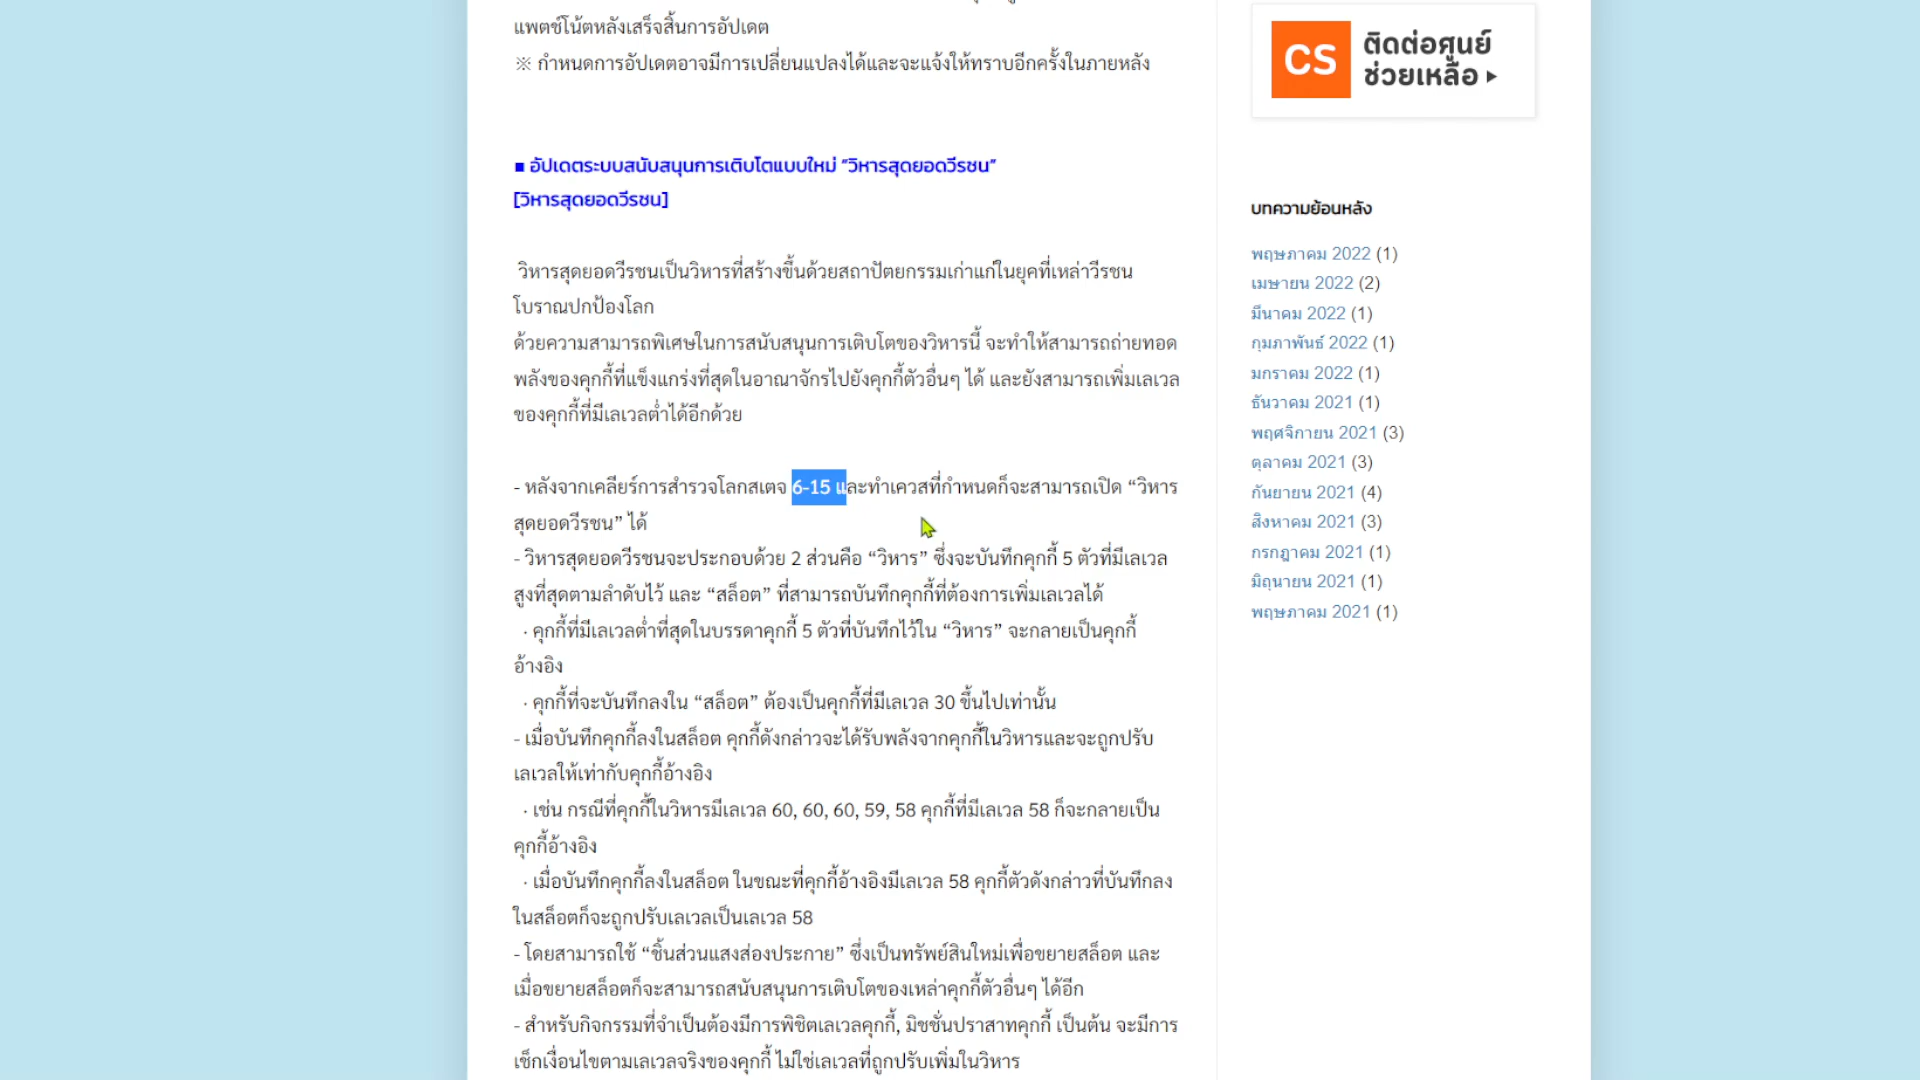 แพตช์โน้ตหลังเสร็จสิ้นการอัปเดต
※ กำหนดการอัปเดตอาจมีการเปลี่ยนแปลงได้และจะแจ้งให้ทราบอีกครั้งในภายหลัง
■ อัปเดตระบบสนับสนุนการเติบโตแบบใหม่ “วิหารสุดยอดวีรชน”
[วิหารสุดยอดวีรชน]
วิหารสุดยอดวีรชนเป็นวิหารที่สร้างขึ้นด้วยสถาปัตยกรรมเก่าแก่ในยุคที่เหล่าวีรชน
โบราณปกป้องโลก
ด้วยความสามารถพิเศษในการสนับสนุนการเติบโตของวิหารนี้ จะทำให้สามารถถ่ายทอด
พลังของคุกกี้ที่แข็งแกร่งที่สุดในอาณาจักรไปยังคุกกี้ตัวอื่นๆ ได้ และยังสามารถเพิ่มเลเวล
ของคุกกี้ที่มีเลเวลต่ำได้อีกด้วย
- หลังจากเคลียร์การสำรวจโลกสเตจ 6-15 และทำเควสที่กำหนดก็จะสามารถเปิด “วิหาร
สุดยอดวีรชน” ได้
- วิหารสุดยอดวีรชนจะประกอบด้วย 2 ส่วนคือ “วิหาร” ซึ่งจะบันทึกคุกกี้ 5 ตัวที่มีเลเวล
สูงที่สุดตามลำดับไว้ และ “สล็อต” ที่สามารถบันทึกคุกกี้ที่ต้องการเพิ่มเลเวลได้
· คุกกี้ที่มีเลเวลต่ำที่สุดในบรรดาคุกกี้ 5 ตัวที่บันทึกไว้ใน “วิหาร” จะกลายเป็นคุกกี้
อ้างอิง
· คุกกี้ที่จะบันทึกลงใน “สล็อต” ต้องเป็นคุกกี้ที่มีเลเวล 30 ขึ้นไปเท่านั้น
- เมื่อบันทึกคุกกี้ลงในสล็อต คุกกี้ดังกล่าวจะได้รับพลังจากคุกกี้ในวิหารและจะถูกปรับ
เลเวลให้เท่ากับคุกกี้อ้างอิง
· เช่น กรณีที่คุกกี้ในวิหารมีเลเวล 60, 60, 60, 59, 58 คุกกี้ที่มีเลเวล 58 ก็จะกลายเป็น
คุกกี้อ้างอิง
· เมื่อบันทึกคุกกี้ลงในสล็อต ในขณะที่คุกกี้อ้างอิงมีเลเวล 58 คุกกี้ตัวดังกล่าวที่บันทึกลง
ในสล็อตก็จะถูกปรับเลเวลเป็นเลเวล 58
- โดยสามารถใช้ “ชิ้นส่วนแสงส่องประกาย” ซึ่งเป็นทรัพย์สินใหม่เพื่อขยายสล็อต และ
เมื่อขยายสล็อตก็จะสามารถสนับสนุนการเติบโตของเหล่าคุกกี้ตัวอื่นๆ ได้อีก
- สำหรับกิจกรรมที่จำเป็นต้องมีการพิชิตเลเวลคุกกี้, มิชชั่นปราสาทคุกกี้ เป็นต้น จะมีการ
เช็กเงื่อนไขตามเลเวลจริงของคุกกี้ ไม่ใช่เลเวลที่ถูกปรับเพิ่มในวิหาร
CS ติดต่อศูนย์
ช่วยเหลือ ▸
บทความย้อนหลัง
พฤษภาคม 2022 (1)
เมษายน 2022 (2)
มีนาคม 2022 (1)
กุมภาพันธ์ 2022 (1)
มกราคม 2022 (1)
ธันวาคม 2021 (1)
พฤศจิกายน 2021 (3)
ตุลาคม 2021 (3)
กันยายน 2021 (4)
สิงหาคม 2021 (3)
กรกฎาคม 2021 (1)
มิถุนายน 2021 (1)
พฤษภาคม 2021 (1)